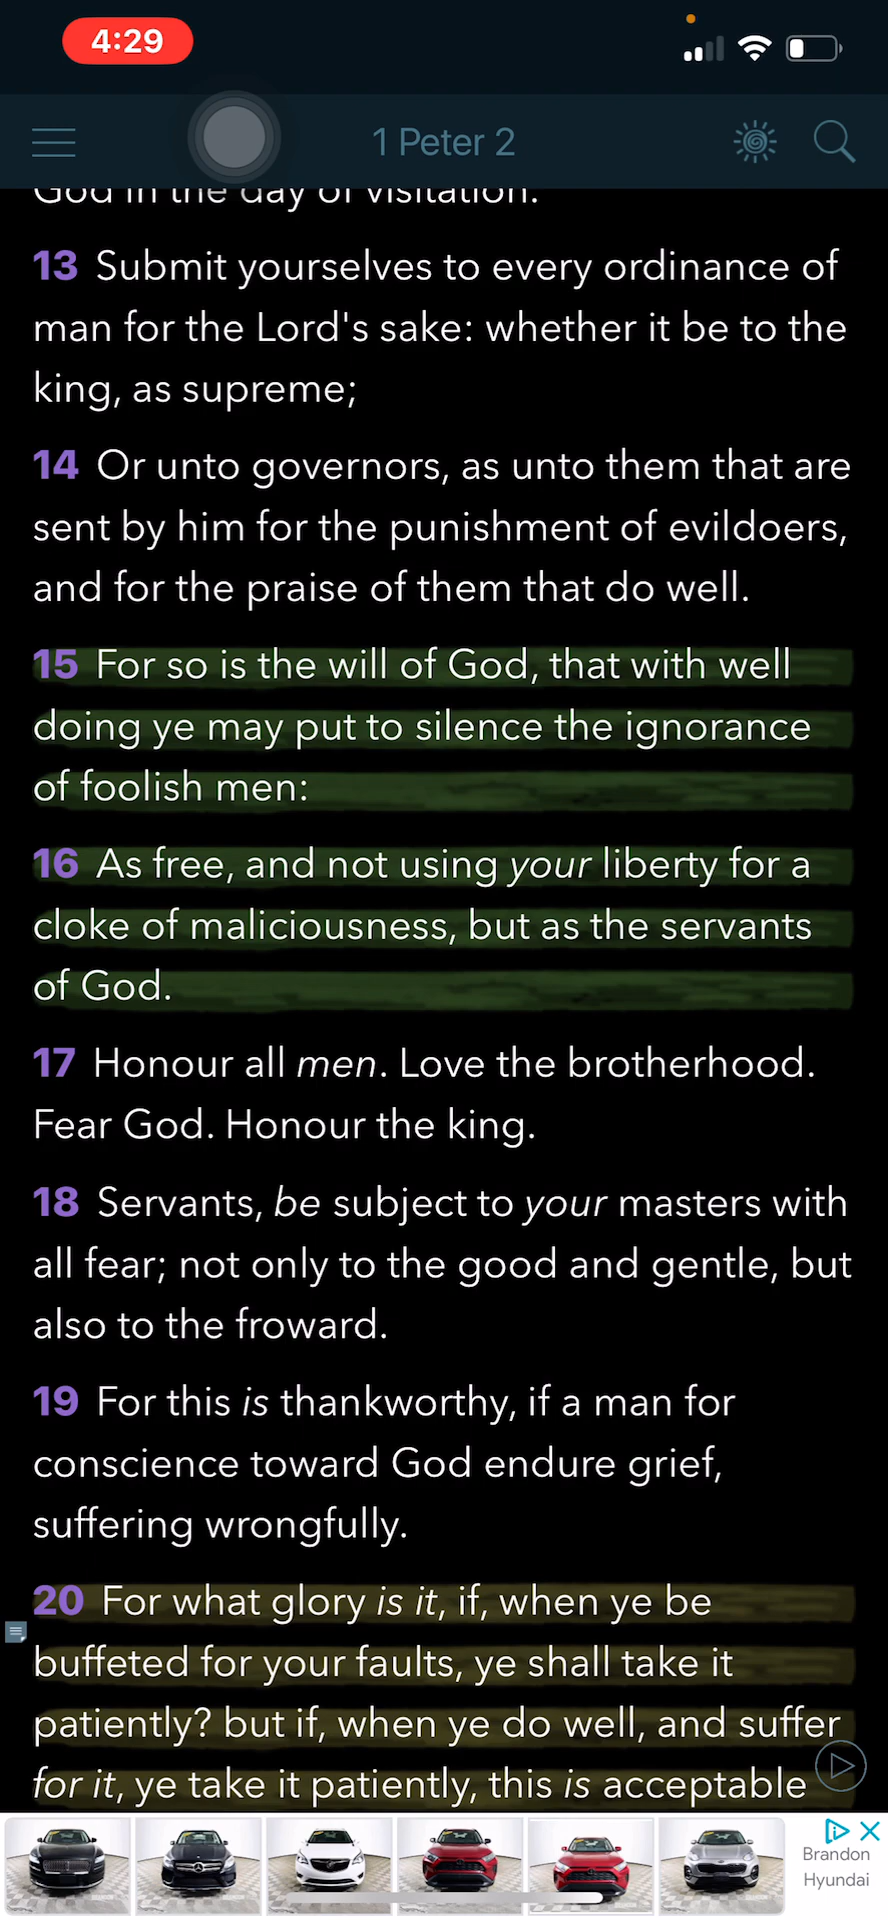 4:29
1 Peter 2
God in the day of visitation.
13 Submit yourselves to every ordinance of
man for the Lord's sake: whether it be to the
king, as supreme;
14 Or unto governors, as unto them that are
sent by him for the punishment of evildoers,
and for the praise of them that do well.
15 For so is the will of God, that with well
doing ye may put to silence the ignorance
of foolish men:
16 As free, and not using your liberty for a
cloke of maliciousness, but as the servants
of God.
17 Honour all men. Love the brotherhood.
Fear God. Honour the king.
18 Servants, be subject to your masters with
all fear; not only to the good and gentle, but
also to the froward.
19 For this is thankworthy, if a man for
conscience toward God endure grief,
suffering wrongfully.
20 For what glory is it, if, when ye be
buffeted for your faults, ye shall take it
patiently? but if, when ye do well, and suffer
for it, ye take it patiently, this is acceptable
Brandon
Hyundai